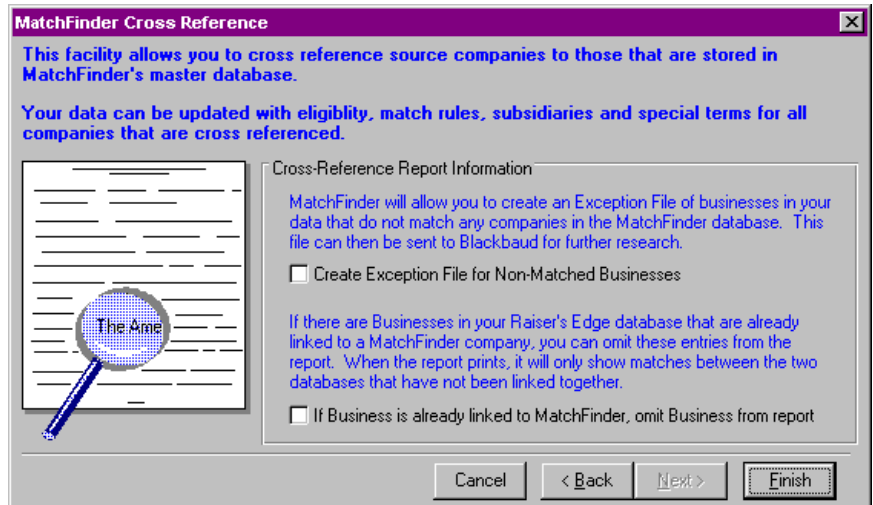 MatchFinder Cross Reference
This facility allows you to cross reference source companies to those that are stored in
MatchFinder's master database.
Your data can be updated with eligiblity, match rules, subsidiaries and special terms for all
companies that are cross referenced.
Cross-Reference Report Information
MatchFinder will allow you to create an Exception File of businesses in your
data that do not match any companies in the MatchFinder database. This
file can then be sent to Blackbaud for further research.
Create Exception File for Non-Matched Businesses
The Ame
If there are Businesses in your Raiser's Edge database that are already
linked to a MatchFinder company, you can omit these entries from the
report. When the report prints, it will only show matches between the two
databases that have not been linked together.
If Business is already linked to MatchFinder, omit Business from report
Cancel < Back Next > Finish